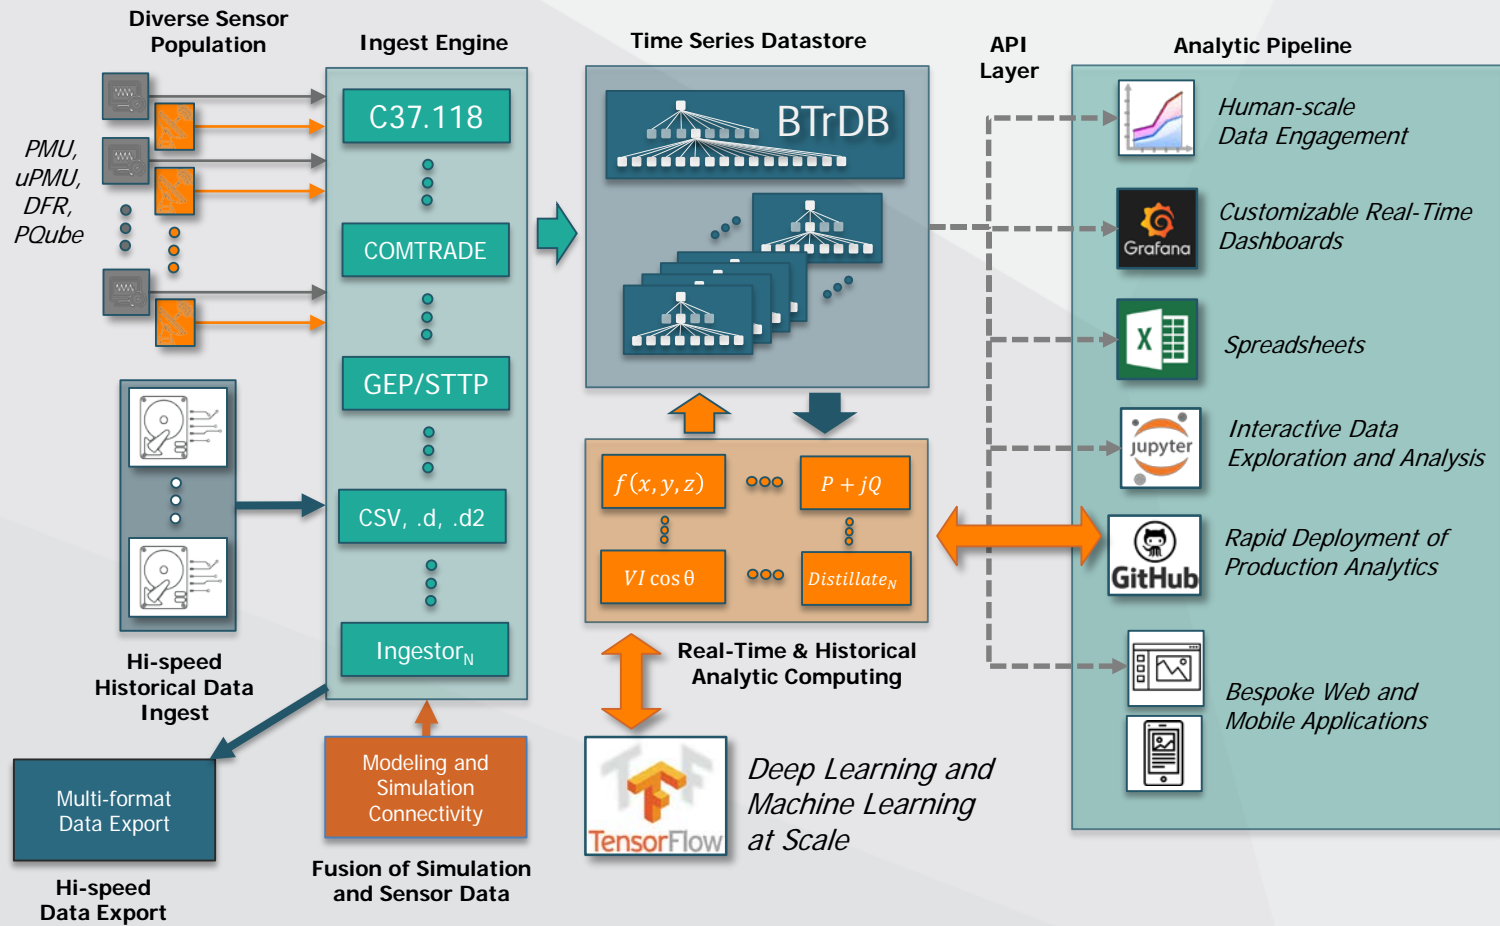 Diverse Sensor
Population
Ingest Engine
Time Series Datastore
API
Layer
Analytic Pipeline
PMU,
uPMU,
DFR,
PQube
C37.118
COMTRADE
GEP/STTP
CSV, .d, .d2
Ingestor_N
BTrDB
f(x, y, z)
P + jQ
VI cos θ
Distillate_N
Real-Time & Historical
Analytic Computing
Human-scale
Data Engagement
Grafana
Customizable Real-Time
Dashboards
X
Spreadsheets
jupyter
Interactive Data
Exploration and Analysis
GitHub
Rapid Deployment of
Production Analytics
Bespoke Web and
Mobile Applications
Hi-speed
Historical Data
Ingest
Multi-format
Data Export
Hi-speed
Data Export
Modeling and
Simulation
Connectivity
Fusion of Simulation
and Sensor Data
TensorFlow
Deep Learning and
Machine Learning
at Scale